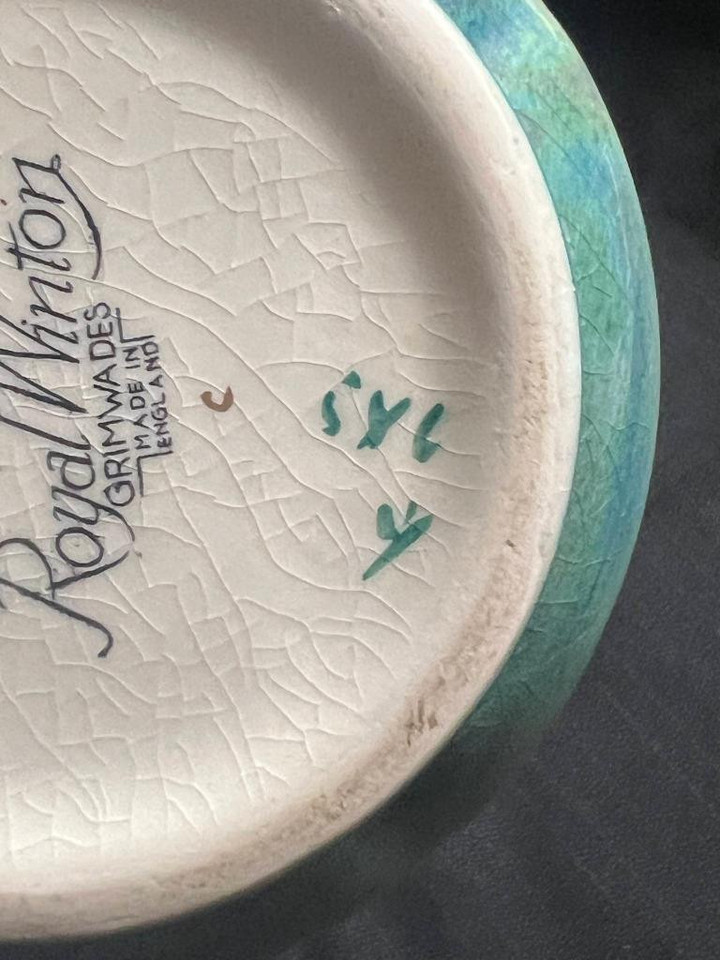 Royal Winton
GRIMWADES
MADE IN
ENGLAND
C